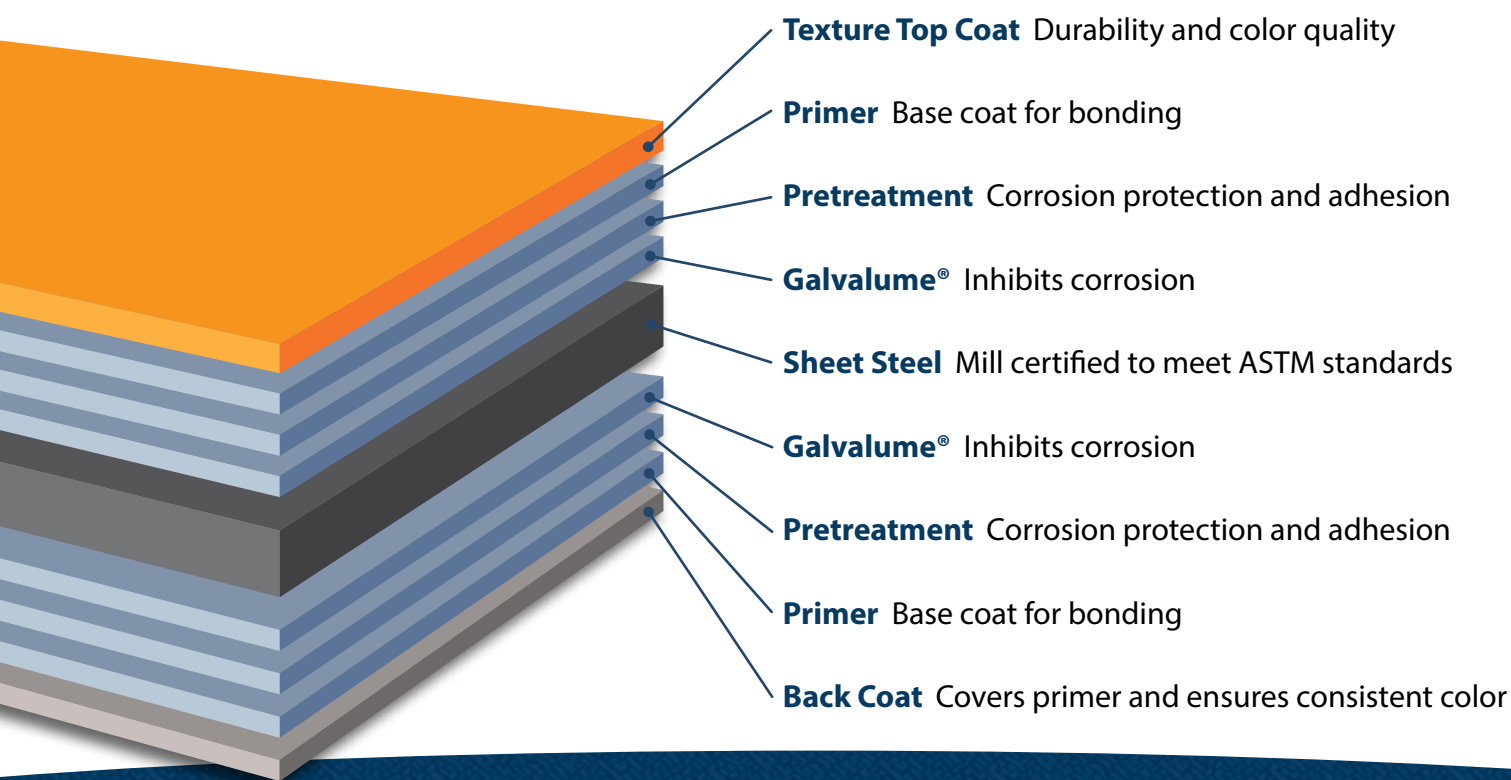 Texture Top Coat Durability and color quality
Primer Base coat for bonding
Pretreatment Corrosion protection and adhesion
Galvalume® Inhibits corrosion
Sheet Steel Mill certified to meet ASTM standards
Galvalume® Inhibits corrosion
Pretreatment Corrosion protection and adhesion
Primer Base coat for bonding
Back Coat Covers primer and ensures consistent color